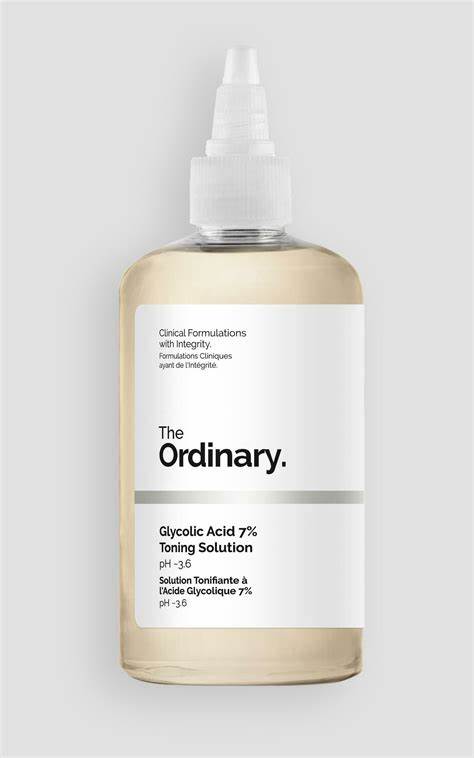 Clinical Formulations
with Integrity.
Formulations Cliniques
ayant de l'Intégrité.
The
Ordinary.
Glycolic Acid 7%
Toning Solution
pH ~3.6
Solution Tonifiante à
l'Acide Glycolique 7%
pH ~3.6